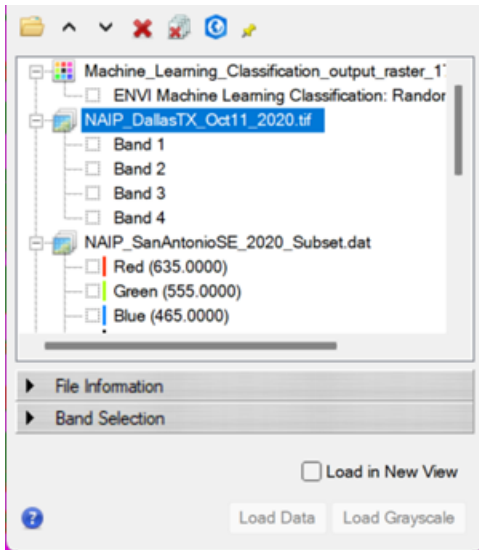 Machine_Learning_Classification_output_raster_1
ENVI Machine Learning Classification: Random
NAIP_DallasTX_Oct11_2020.tif
Band 1
Band 2
Band 3
Band 4
NAIP_SanAntonioSE_2020_Subset.dat
Red (635.0000)
Green (555.0000)
Blue (465.0000)
File Information
Band Selection
Load in New View
Load Data Load Grayscale